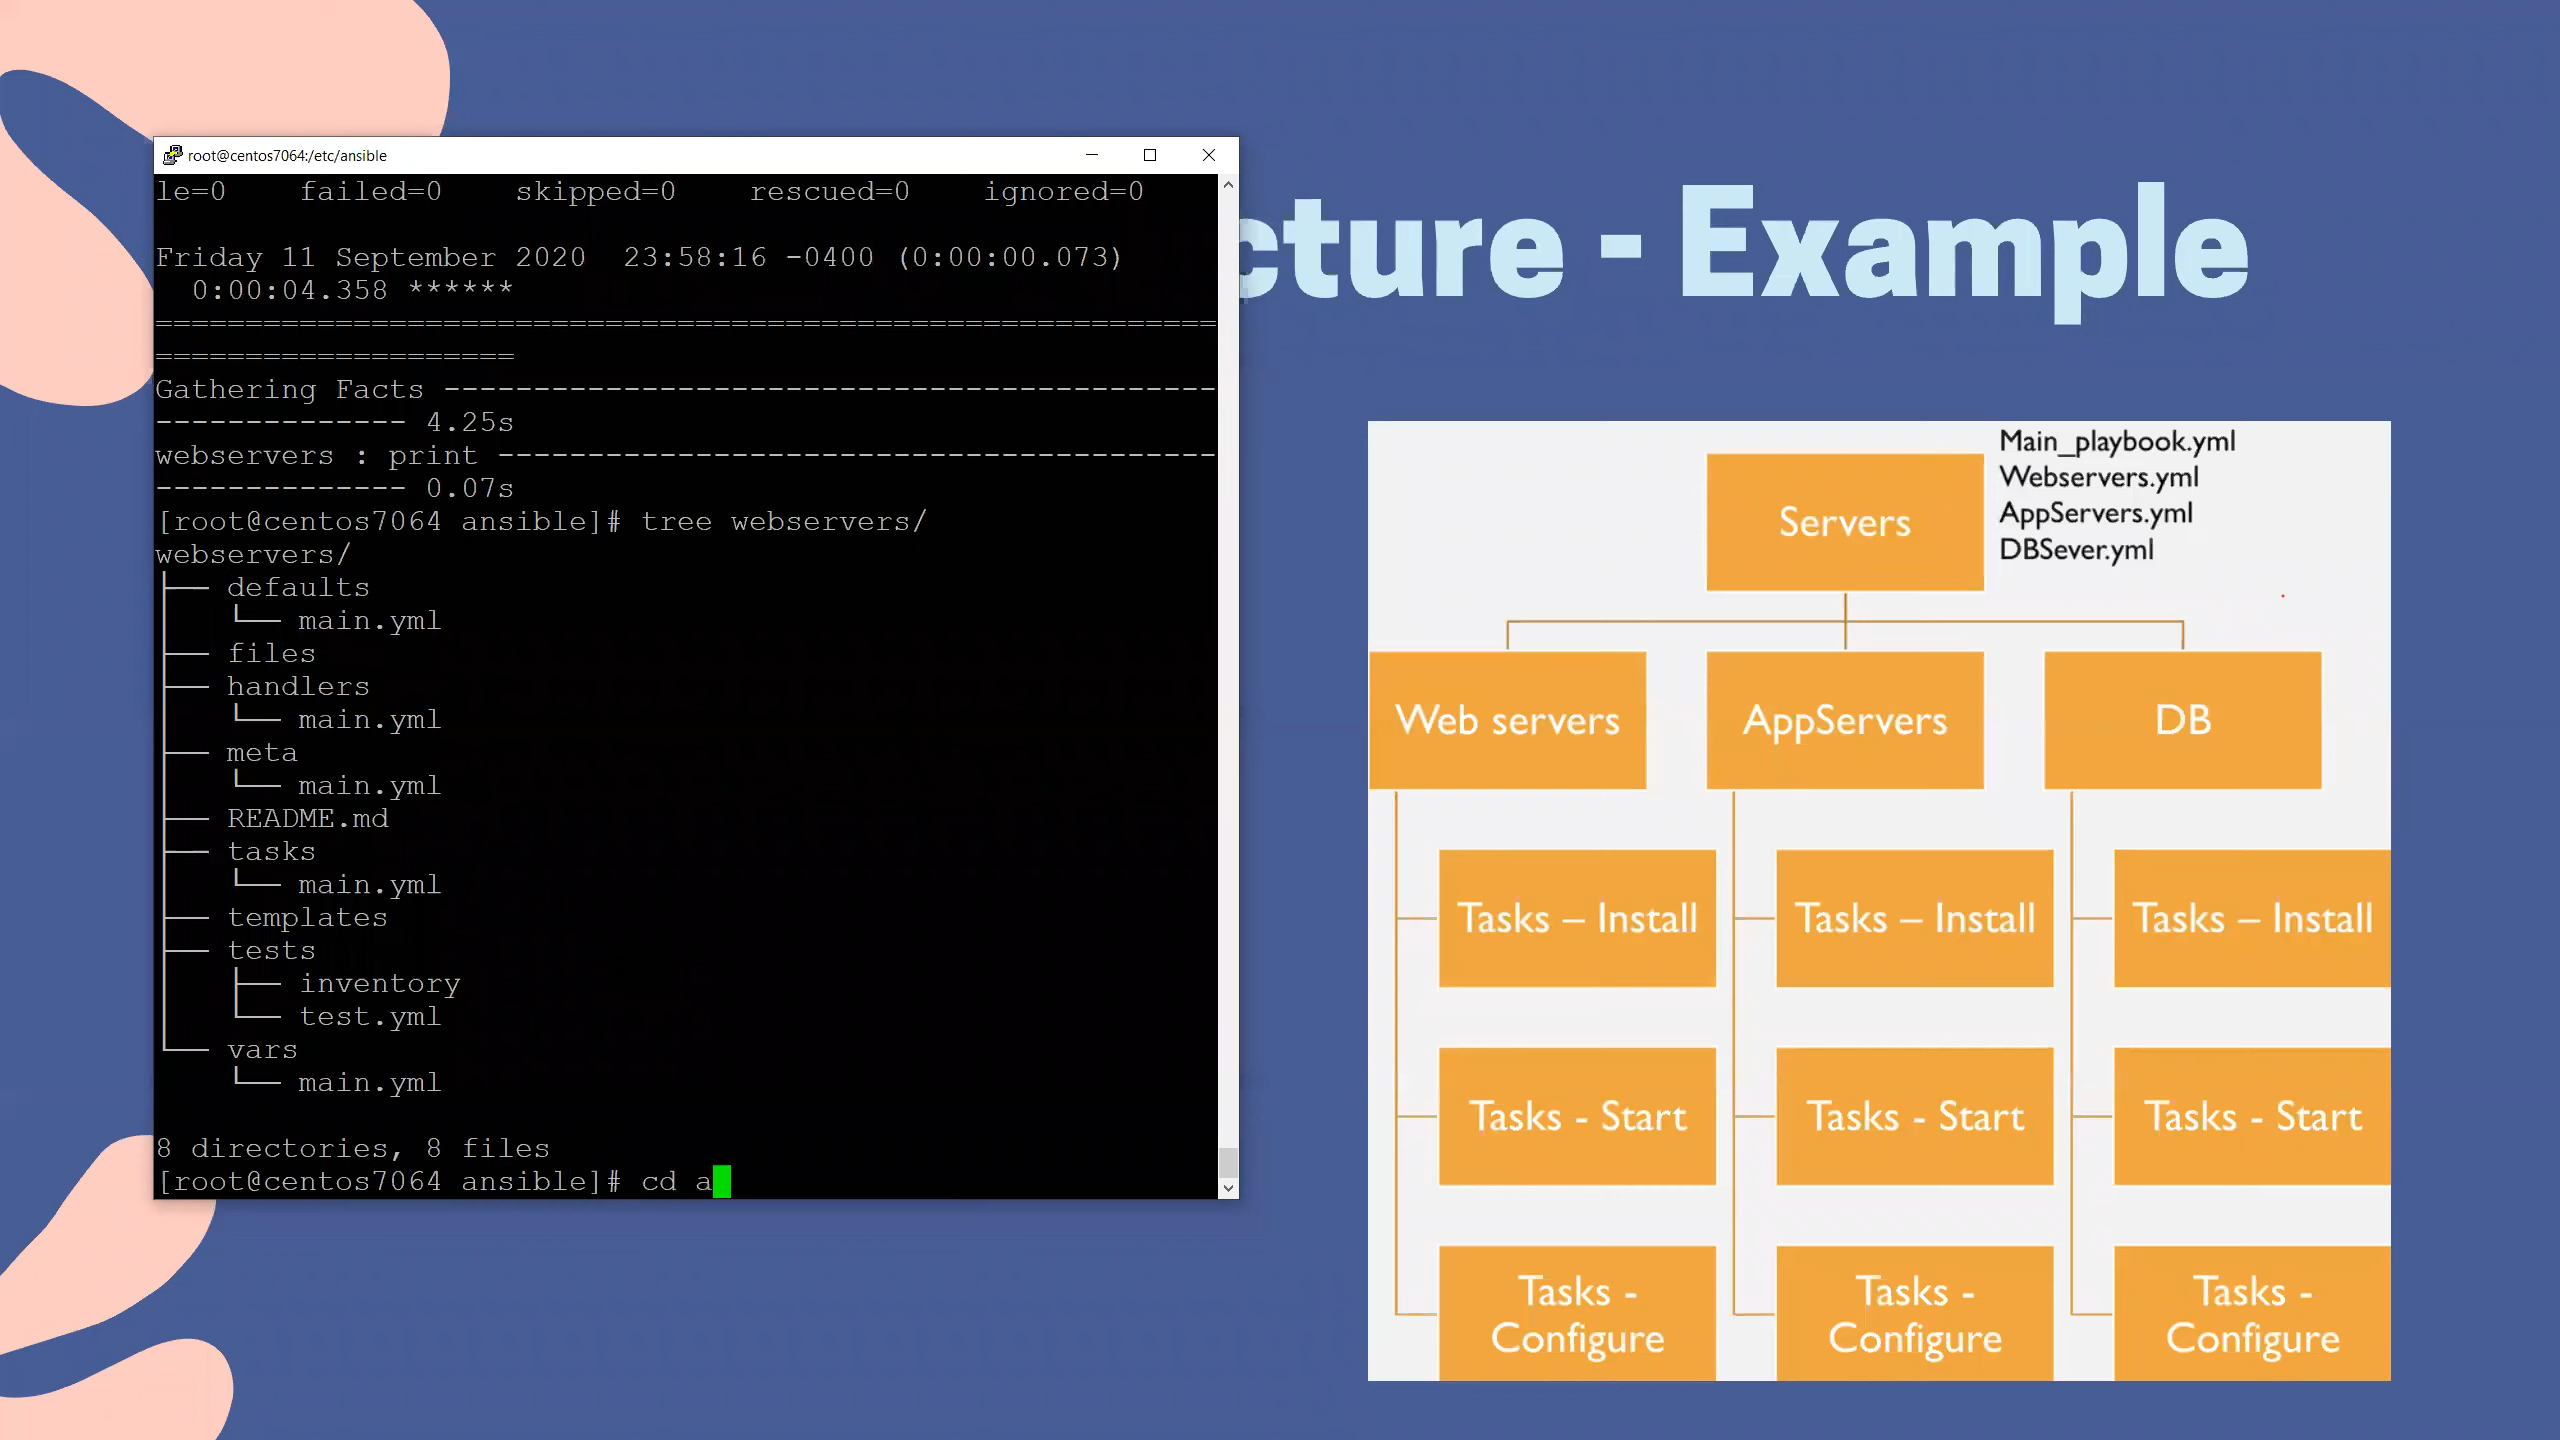 root@centos7064:/etc/ansible
le=0    failed=0    skipped=0    rescued=0    ignored=0
Friday 11 September 2020  23:58:16 -0400 (0:00:00.073)
  0:00:04.358 ******
===========================================================
====================
Gathering Facts -------------------------------------------
-------------- 4.25s
webservers : print ----------------------------------------
-------------- 0.07s
[root@centos7064 ansible]# tree webservers/
webservers/
├── defaults
│   └── main.yml
├── files
├── handlers
│   └── main.yml
├── meta
│   └── main.yml
├── README.md
├── tasks
│   └── main.yml
├── templates
├── tests
│   ├── inventory
│   └── test.yml
└── vars
    └── main.yml
8 directories, 8 files
[root@centos7064 ansible]# cd a
cture - Example
Main_playbook.yml
Webservers.yml
AppServers.yml
DBSever.yml
Servers
Web servers
AppServers
DB
Tasks – Install
Tasks – Install
Tasks – Install
Tasks - Start
Tasks - Start
Tasks - Start
Tasks -
Configure
Tasks -
Configure
Tasks -
Configure